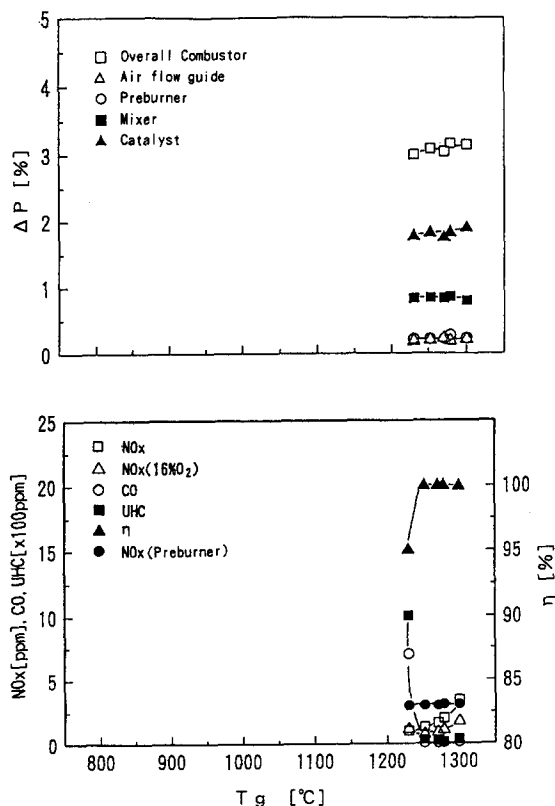 5
4
3
2
1
0
ΔP [%]
Overall Combustor
Air flow guide
Preburner
Mixer
Catalyst
25
20
15
10
5
0
NOx[ppm], CO, UHC[x100ppm]
NOx
NOx(16%O₂)
CO
UHC
η
NOx(Preburner)
100
95
90
85
80
η [%]
800 900 1000 1100 1200 1300
Tg [°C]